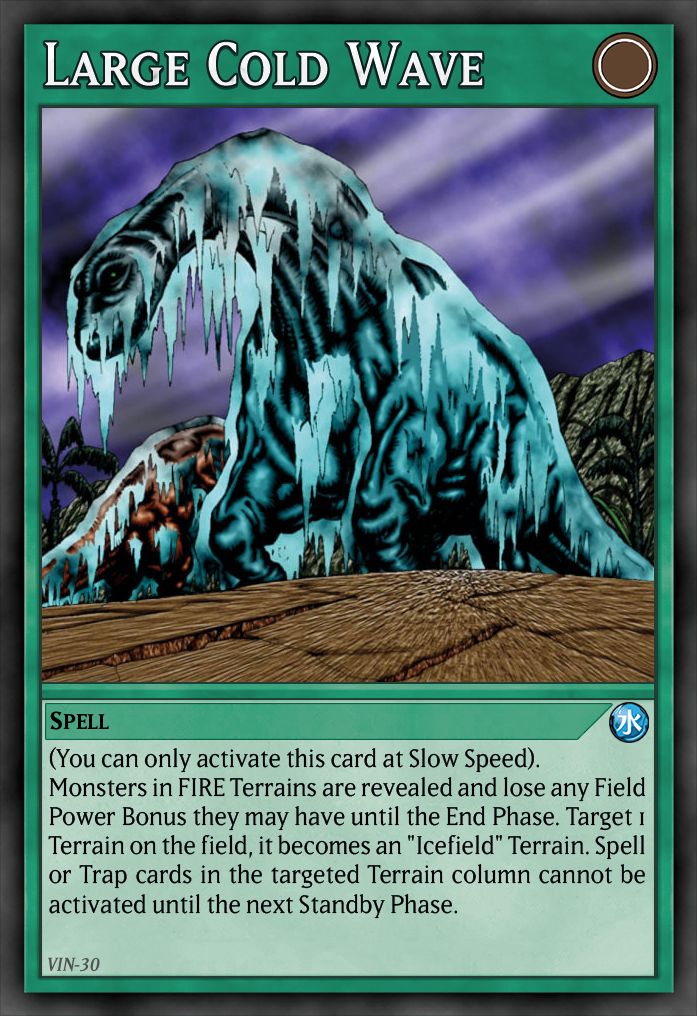 Large Cold Wave
Spell
水
(You can only activate this card at Slow Speed).
Monsters in FIRE Terrains are revealed and lose any Field
Power Bonus they may have until the End Phase. Target 1
Terrain on the field, it becomes an "Icefield" Terrain. Spell
or Trap cards in the targeted Terrain column cannot be
activated until the next Standby Phase.
VIN-30